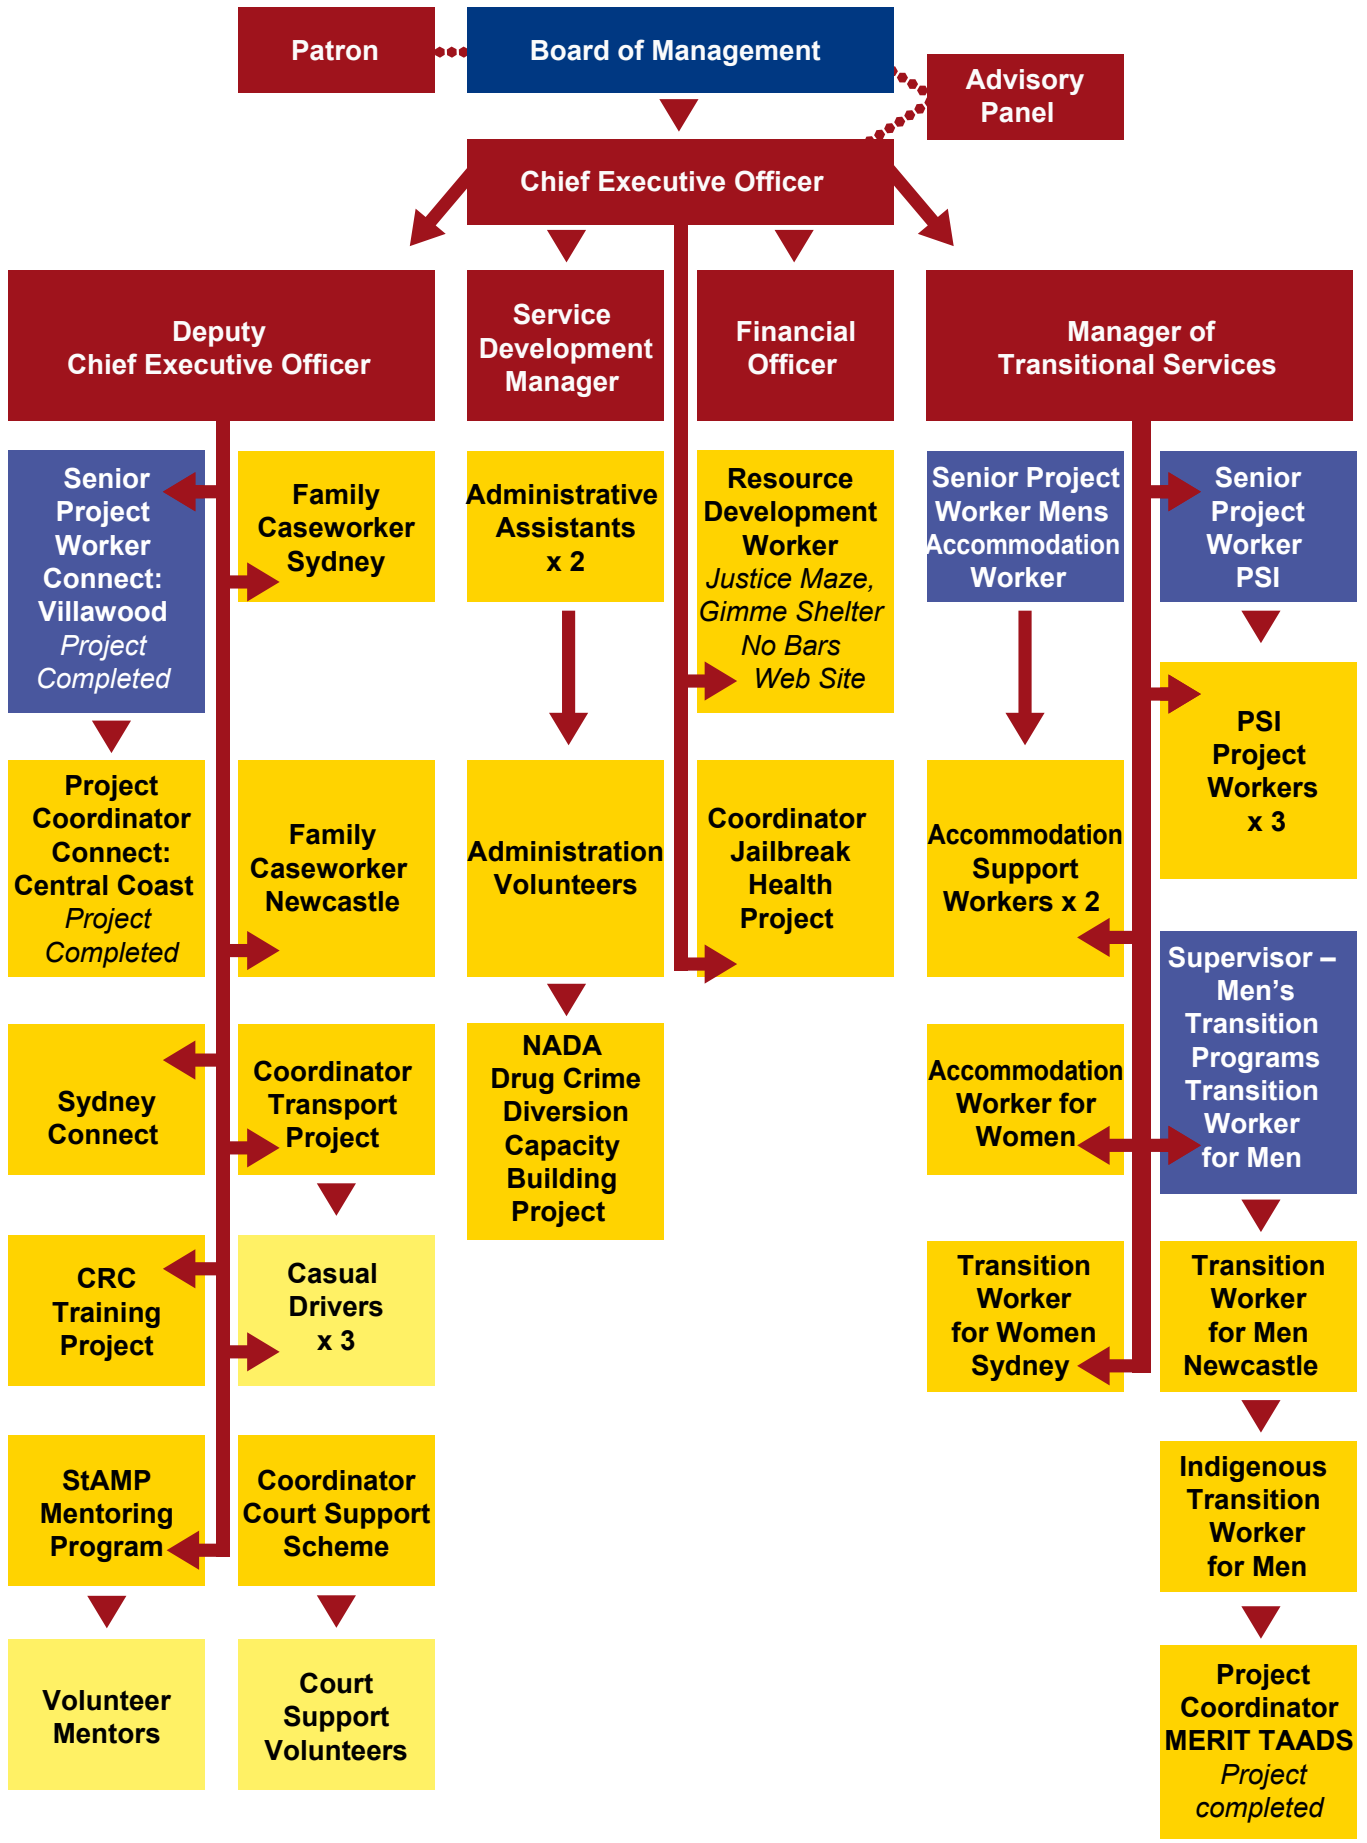 Patron
Board of Management
Advisory
Panel
Chief Executive Officer
Deputy
Chief Executive Officer
Service
Development
Manager
Financial
Officer
Manager of
Transitional Services
Senior
Project
Worker
Connect:
Villawood
Project
Completed
Family
Caseworker
Sydney
Administrative
Assistants
x 2
Resource
Development
Worker
Justice Maze,
Gimme Shelter
No Bars
Web Site
Senior Project
Worker Mens
Accommodation
Worker
Senior
Project
Worker
PSI
Project
Coordinator
Connect:
Central Coast
Project
Completed
Family
Caseworker
Newcastle
Administration
Volunteers
Coordinator
Jailbreak
Health
Project
Accommodation
Support
Workers x 2
PSI
Project
Workers
x 3
Sydney
Connect
Coordinator
Transport
Project
NADA
Drug Crime
Diversion
Capacity
Building
Project
Accommodation
Worker for
Women
Supervisor –
Men’s
Transition
Programs
Transition
Worker
for Men
CRC
Training
Project
Casual
Drivers
x 3
Transition
Worker
for Women
Sydney
Transition
Worker
for Men
Newcastle
StAMP
Mentoring
Program
Coordinator
Court Support
Scheme
Indigenous
Transition
Worker
for Men
Volunteer
Mentors
Court
Support
Volunteers
Project
Coordinator
MERIT TAADS
Project
completed